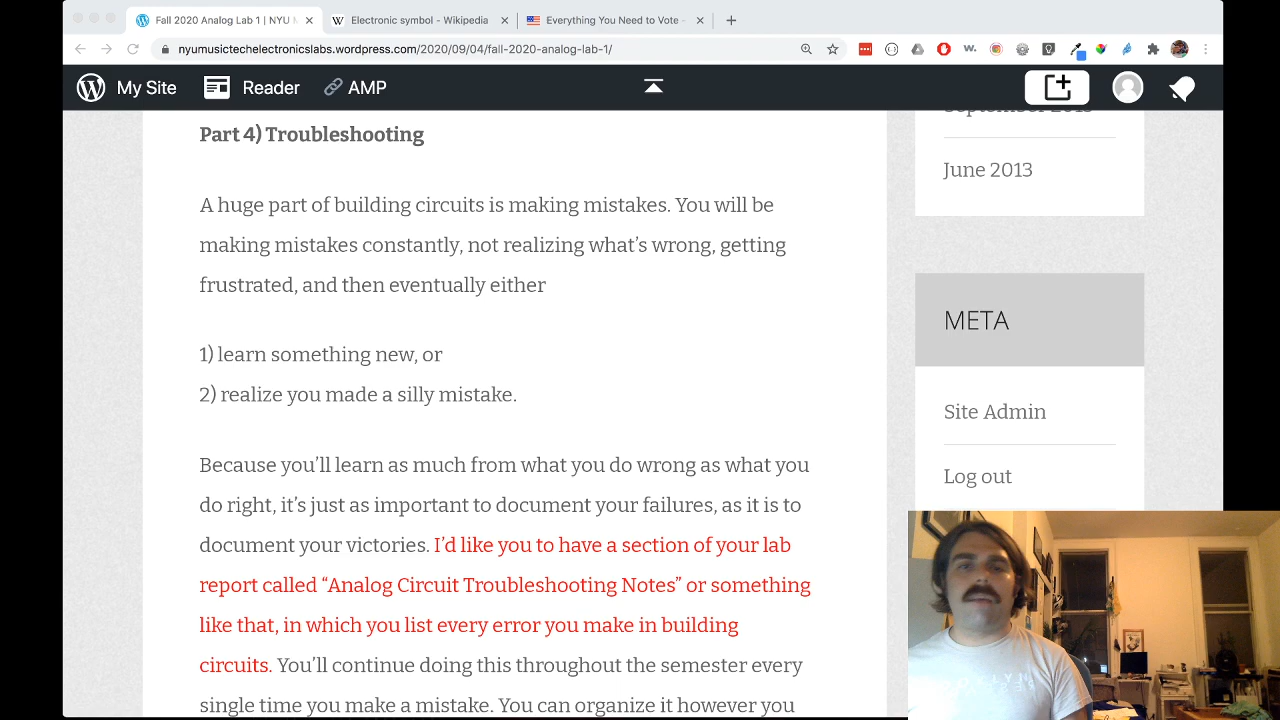 Fall 2020 Analog Lab 1 | NYU M
Electronic symbol - Wikipedia
Everything You Need to Vote -
nyumusictechelectronicslabs.wordpress.com/2020/09/04/fall-2020-analog-lab-1/
My Site
Reader
AMP
Part 4) Troubleshooting
A huge part of building circuits is making mistakes. You will be
making mistakes constantly, not realizing what’s wrong, getting
frustrated, and then eventually either
1) learn something new, or
2) realize you made a silly mistake.
Because you’ll learn as much from what you do wrong as what you
do right, it’s just as important to document your failures, as it is to
document your victories. I’d like you to have a section of your lab
report called “Analog Circuit Troubleshooting Notes” or something
like that, in which you list every error you make in building
circuits. You’ll continue doing this throughout the semester every
single time you make a mistake. You can organize it however you
June 2013
META
Site Admin
Log out